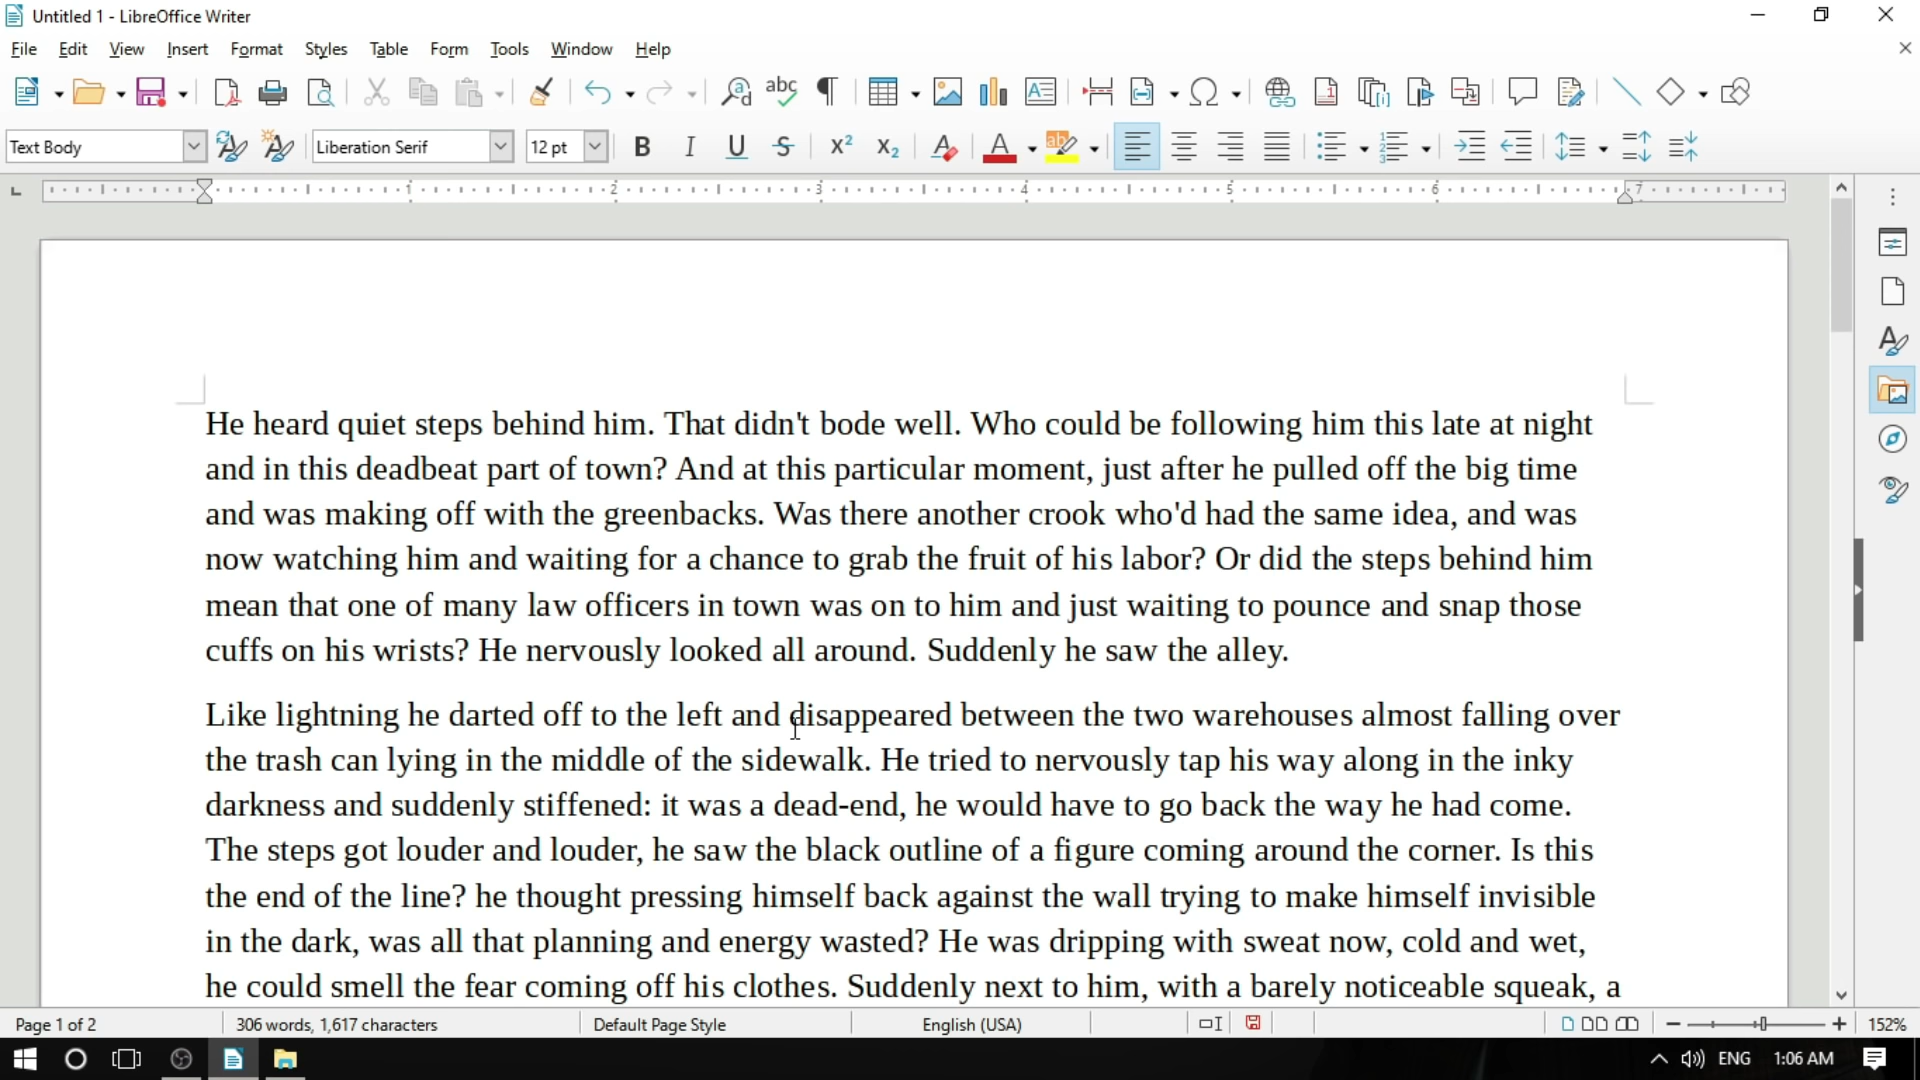 Untitled 1 - LibreOffice Writer
File Edit View Insert Format Styles Table Form Tools Window Help
Text Body Liberation Serif 12 pt
1 2 3 4 5 6 7
He heard quiet steps behind him. That didn't bode well. Who could be following him this late at night
and in this deadbeat part of town? And at this particular moment, just after he pulled off the big time
and was making off with the greenbacks. Was there another crook who'd had the same idea, and was
now watching him and waiting for a chance to grab the fruit of his labor? Or did the steps behind him
mean that one of many law officers in town was on to him and just waiting to pounce and snap those
cuffs on his wrists? He nervously looked all around. Suddenly he saw the alley.
Like lightning he darted off to the left and disappeared between the two warehouses almost falling over
the trash can lying in the middle of the sidewalk. He tried to nervously tap his way along in the inky
darkness and suddenly stiffened: it was a dead-end, he would have to go back the way he had come.
The steps got louder and louder, he saw the black outline of a figure coming around the corner. Is this
the end of the line? he thought pressing himself back against the wall trying to make himself invisible
in the dark, was all that planning and energy wasted? He was dripping with sweat now, cold and wet,
he could smell the fear coming off his clothes. Suddenly next to him, with a barely noticeable squeak, a
Page 1 of 2 306 words, 1,617 characters Default Page Style English (USA) 152%
ENG 1:06 AM